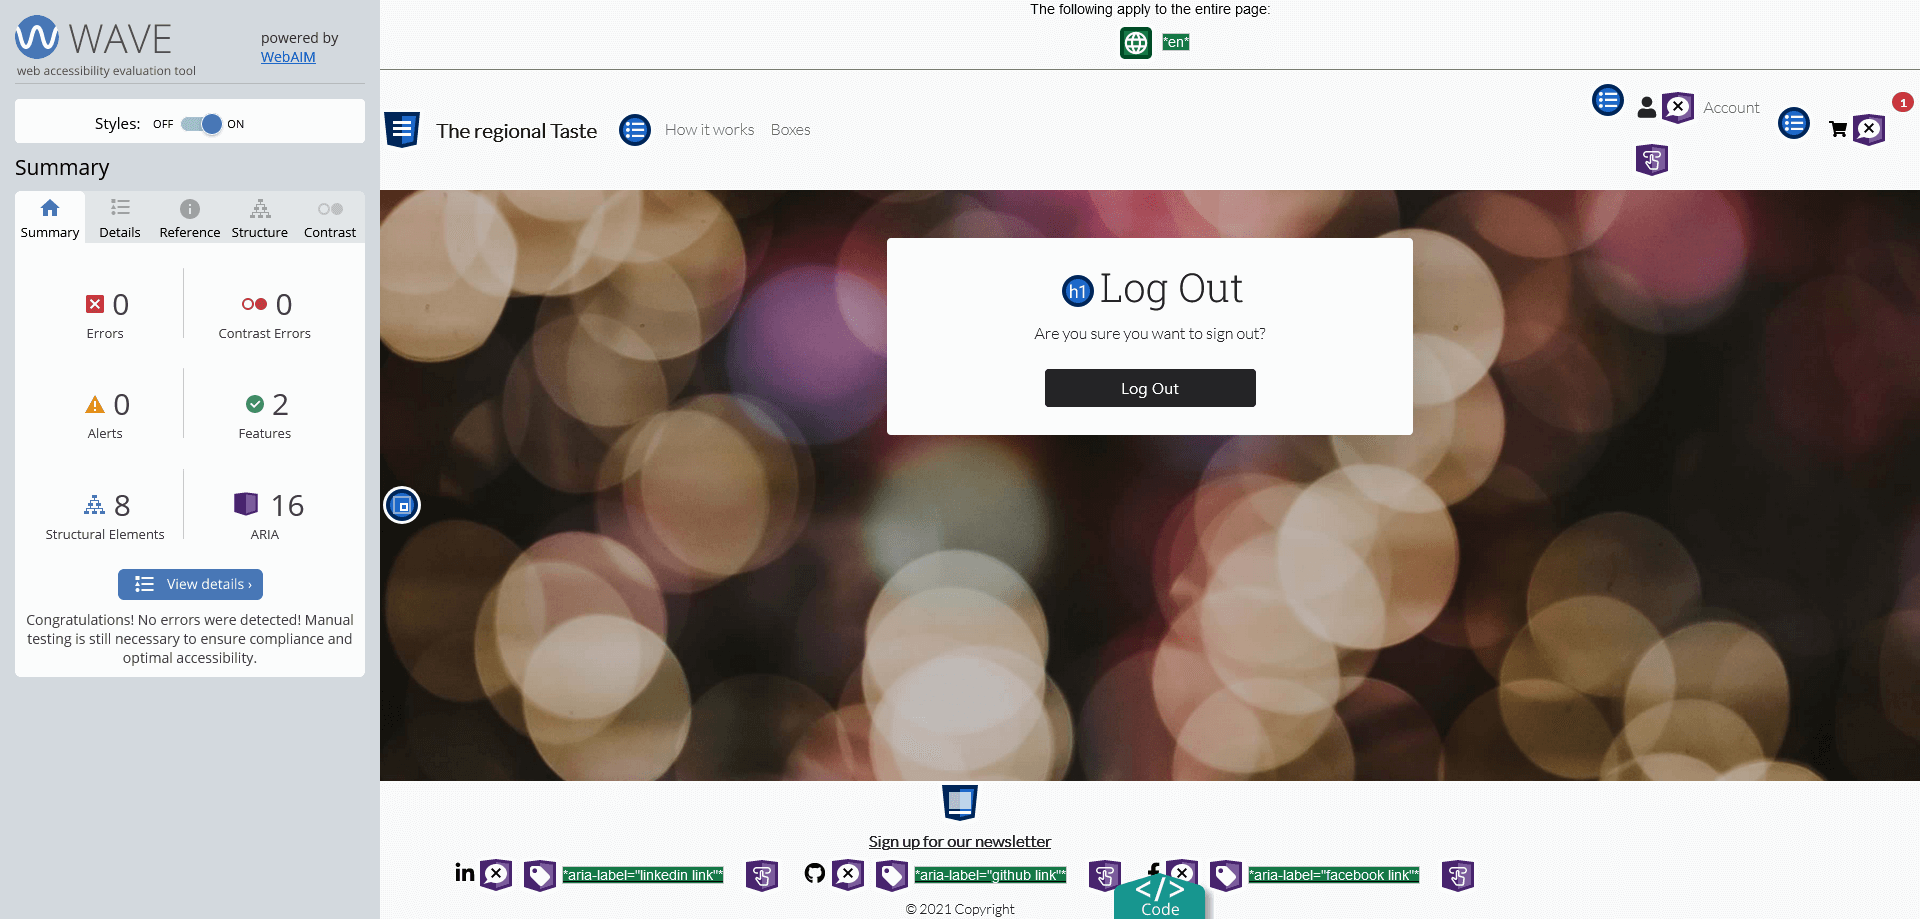 WAVE
web accessibility evaluation tool
powered by
WebAIM
Styles: OFF ON
Summary
Summary Details Reference Structure Contrast
0
Errors
0
Contrast Errors
0
Alerts
2
Features
8
Structural Elements
16
ARIA
View details ›
Congratulations! No errors were detected! Manual
testing is still necessary to ensure compliance and
optimal accessibility.
The following apply to the entire page:
*en*
The regional Taste How it works Boxes Account 1
h1 Log Out
Are you sure you want to sign out?
Log Out
Sign up for our newsletter
*aria-label="linkedin link"* *aria-label="github link"* *aria-label="facebook link"*
© 2021 Copyright
</> Code